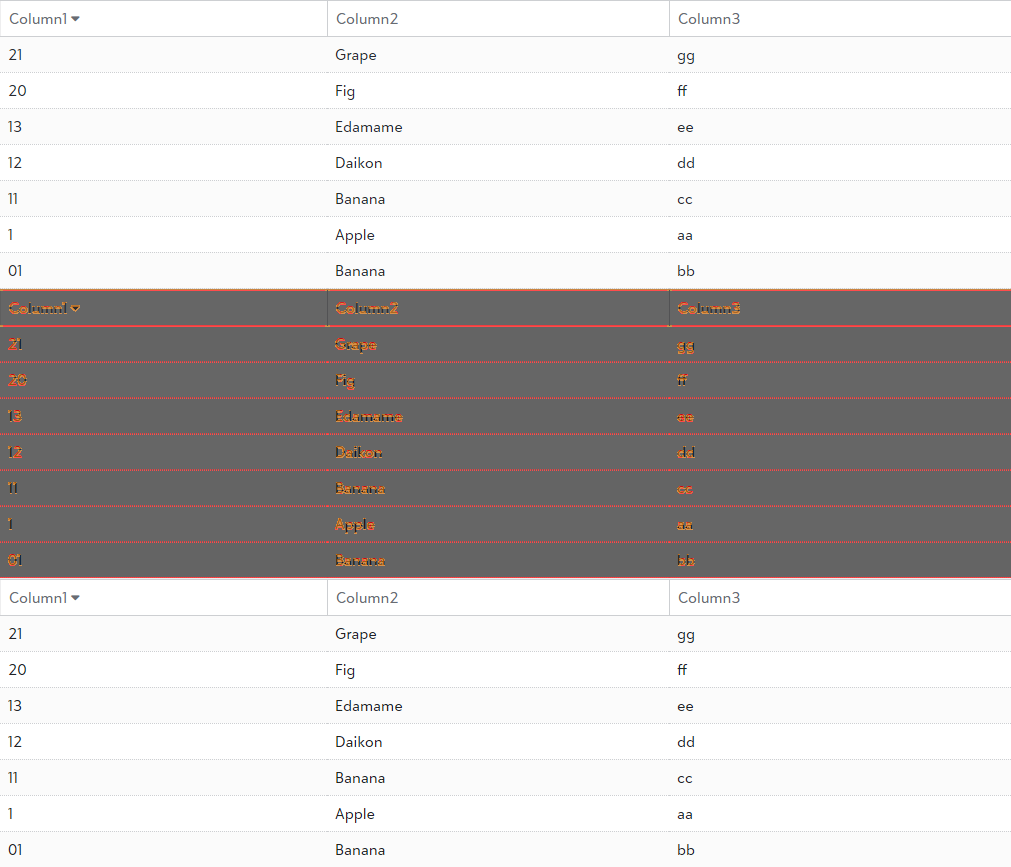 Column1 Column2 Column3
21 Grape gg
20 Fig ff
13 Edamame ee
12 Daikon dd
11 Banana cc
1 Apple aa
01 Banana bb
Column1 Column2 Column3
21 Grape gg
20 Fig ff
13 Edamame ee
12 Daikon dd
11 Banana cc
1 Apple aa
01 Banana bb
Column1 Column2 Column3
21 Grape gg
20 Fig ff
13 Edamame ee
12 Daikon dd
11 Banana cc
1 Apple aa
01 Banana bb